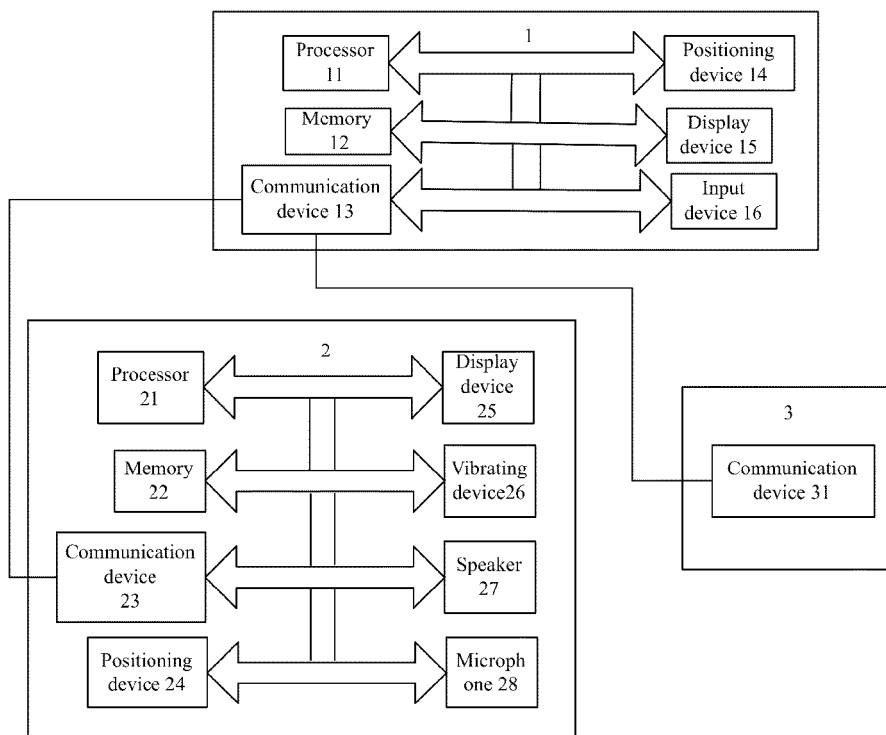 1
Processor
11
Positioning
device 14
Memory
12
Display
device 15
Communication
device 13
Input
device 16
2
Processor
21
Display
device
25
Memory
22
Vibrating
device26
Communication
device
23
Speaker
27
Positioning
device 24
Microph
one 28
3
Communication
device 31